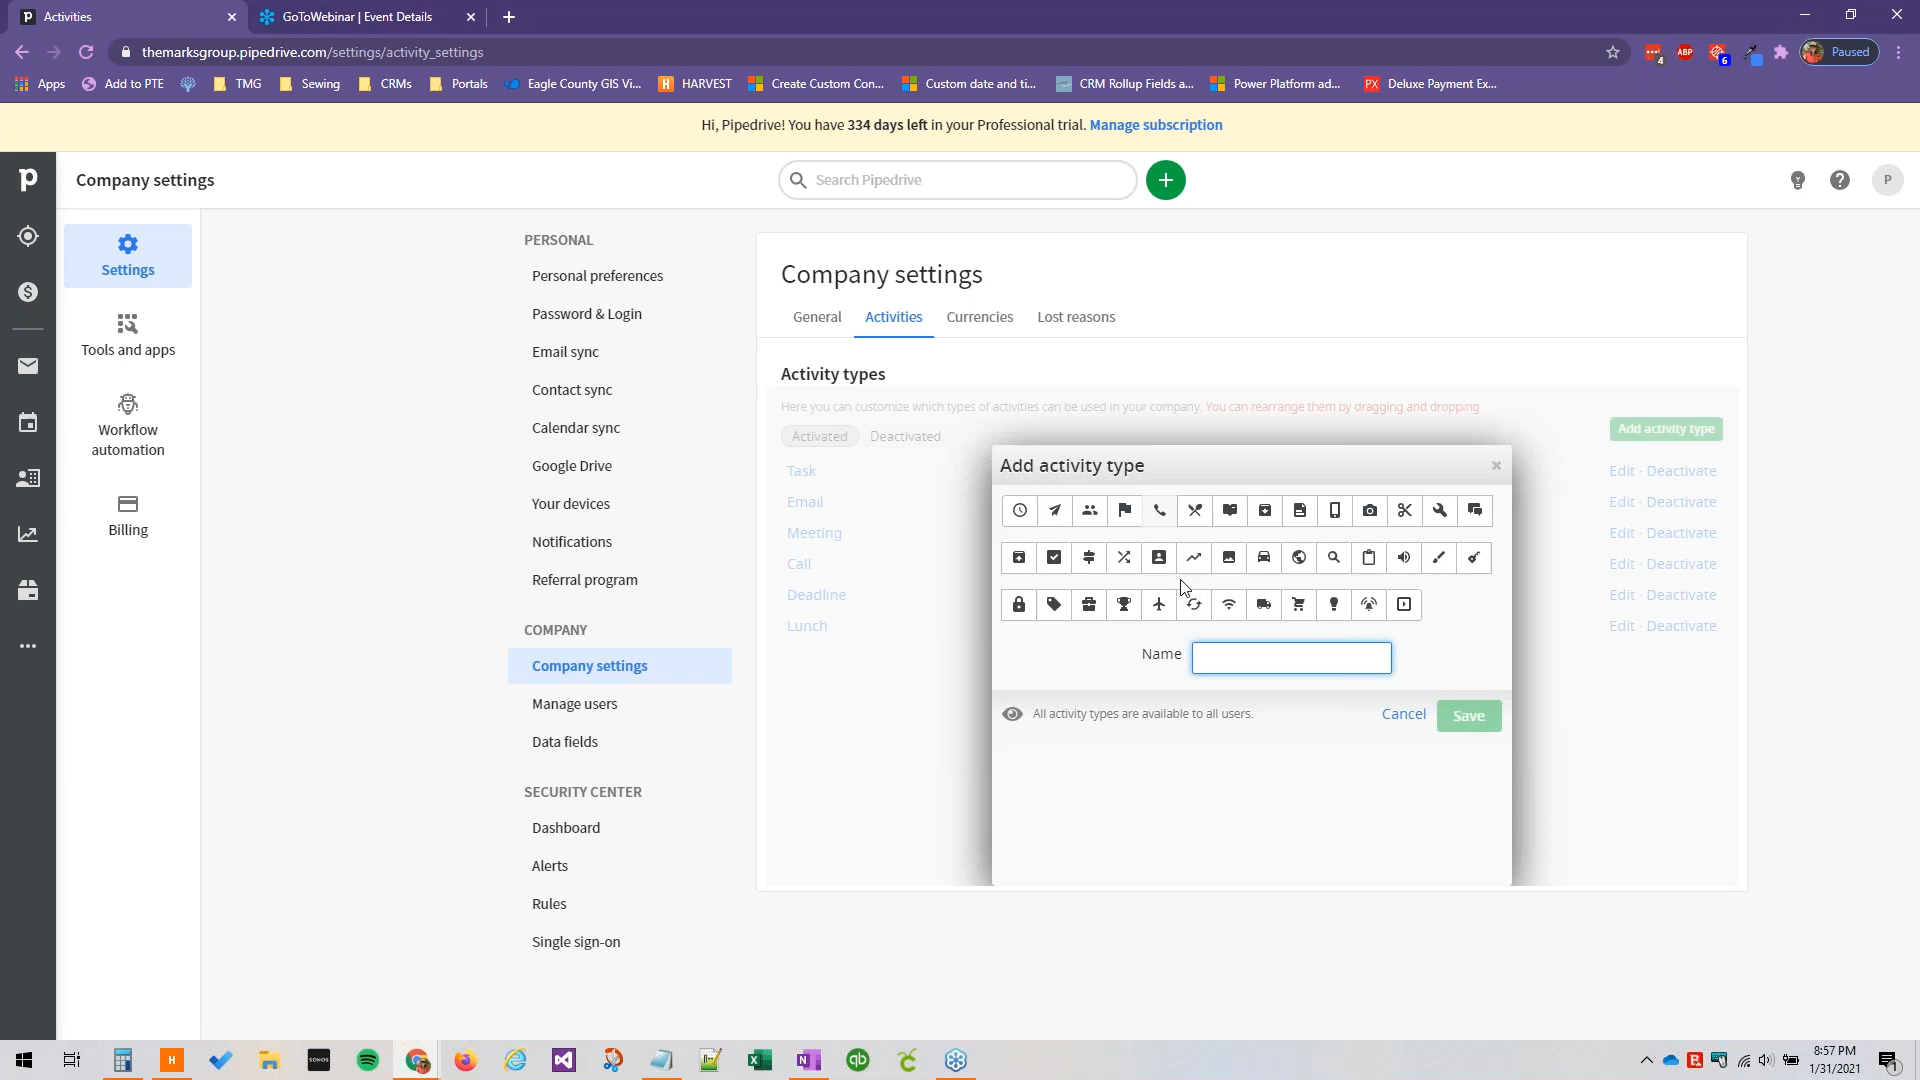 Activities
GoToWebinar | Event Details
themarksgroup.pipedrive.com/settings/activity_settings
4
ABP
6
Paused
Apps
Add to PTE
TMG
Sewing
CRMs
Portals
Eagle County GIS Vi...
HARVEST
Create Custom Con...
Custom date and ti...
CRM Rollup Fields a...
Power Platform ad...
PX Deluxe Payment Ex...
Hi, Pipedrive! You have 334 days left in your Professional trial. Manage subscription
Company settings
Search Pipedrive
P
Settings
Tools and apps
Workflow
automation
Billing
PERSONAL
Personal preferences
Password & Login
Email sync
Contact sync
Calendar sync
Google Drive
Your devices
Notifications
Referral program
COMPANY
Company settings
Manage users
Data fields
SECURITY CENTER
Dashboard
Alerts
Rules
Single sign-on
Company settings
General Activities Currencies Lost reasons
Activity types
Here you can customize which types of activities can be used in your company. You can rearrange them by dragging and dropping
Activated Deactivated
Add activity type
Task Edit · Deactivate
Email Edit · Deactivate
Meeting Edit · Deactivate
Call Edit · Deactivate
Deadline Edit · Deactivate
Lunch Edit · Deactivate
Add activity type
Name
All activity types are available to all users.
Cancel
Save
H
SONOS
N
qb
8:57 PM
1/31/2021
1